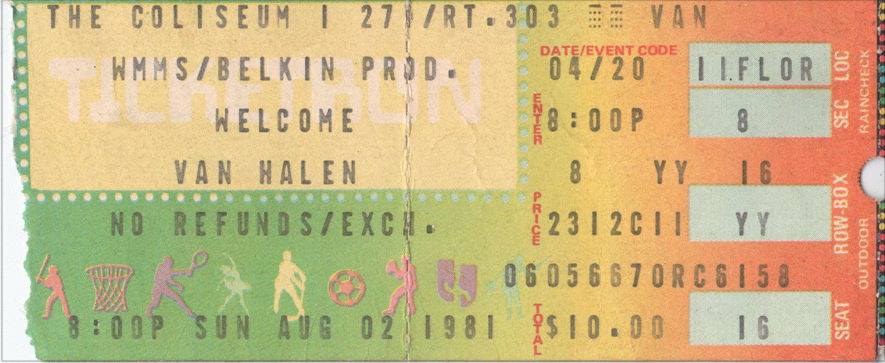 THE COLISEUM I 271/RT.303 VAN
TICKETRON
WMMS/BELKIN PROD.
WELCOME
VAN HALEN
NO REFUNDS/EXCH.
8:00P SUN AUG 02 1981
DATE/EVENT CODE
04/20
ENTER
8:00P
8 YY 16
PRICE
2312C11
06056670RC6158
TOTAL
$10.00
11.FLOR
8
YY
16
LOC
SEC
ROW-BOX
SEAT
RAINCHECK
OUTDOOR